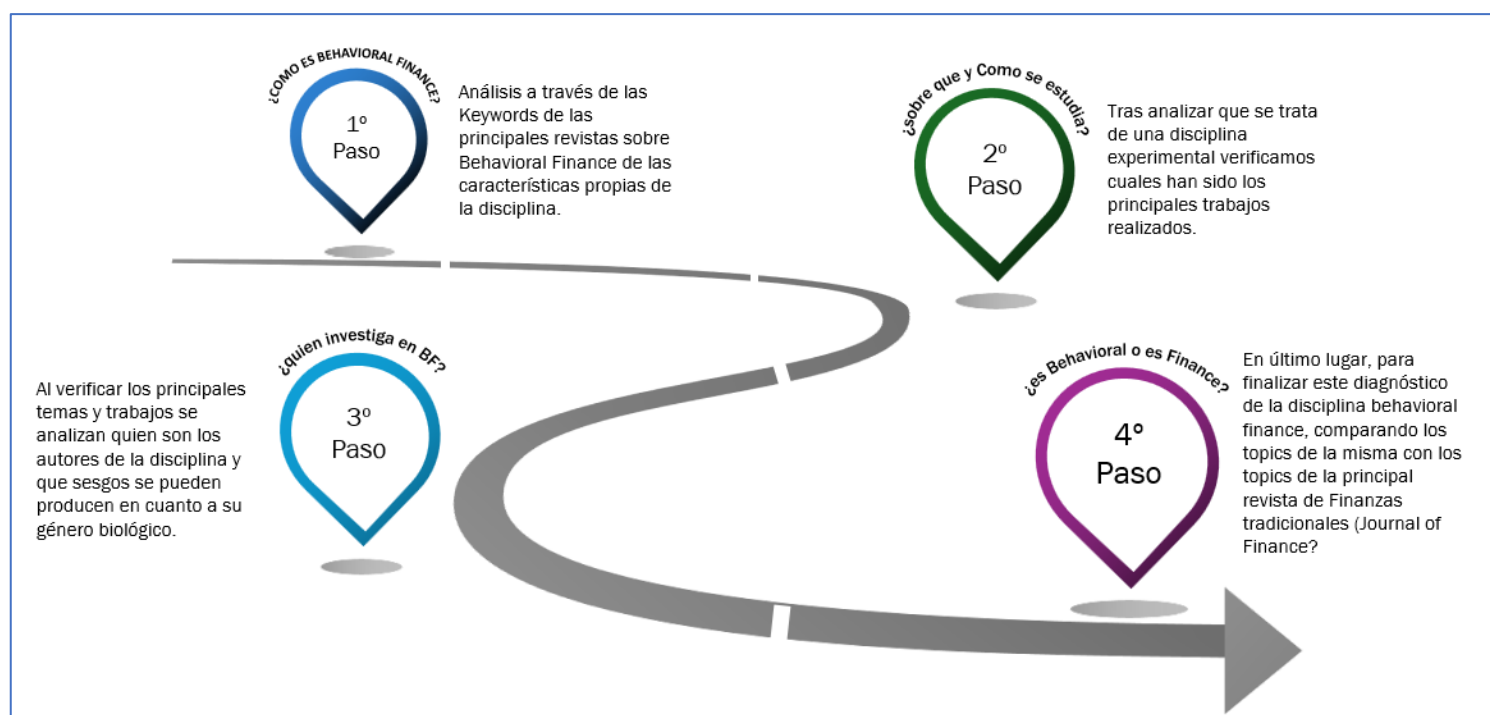 ¿COMO ES BEHAVIORAL FINANCE?
1º
Paso
Análisis a través de las
Keywords de las
principales revistas sobre
Behavioral Finance de las
características propias de
la disciplina.
¿sobre que y Como se estudia?
2º
Paso
Tras analizar que se trata
de una disciplina
experimental verificamos
cuales han sido los
principales trabajos
realizados.
¿quien investiga en BF?
3º
Paso
Al verificar los principales
temas y trabajos se
analizan quien son los
autores de la disciplina y
que sesgos se pueden
producen en cuanto a su
género biológico.
¿es Behavioral o es Finance?
4º
Paso
En último lugar, para
finalizar este diagnóstico
de la disciplina behavioral
finance, comparando los
topics de la misma con los
topics de la principal
revista de Finanzas
tradicionales (Journal of
Finance?